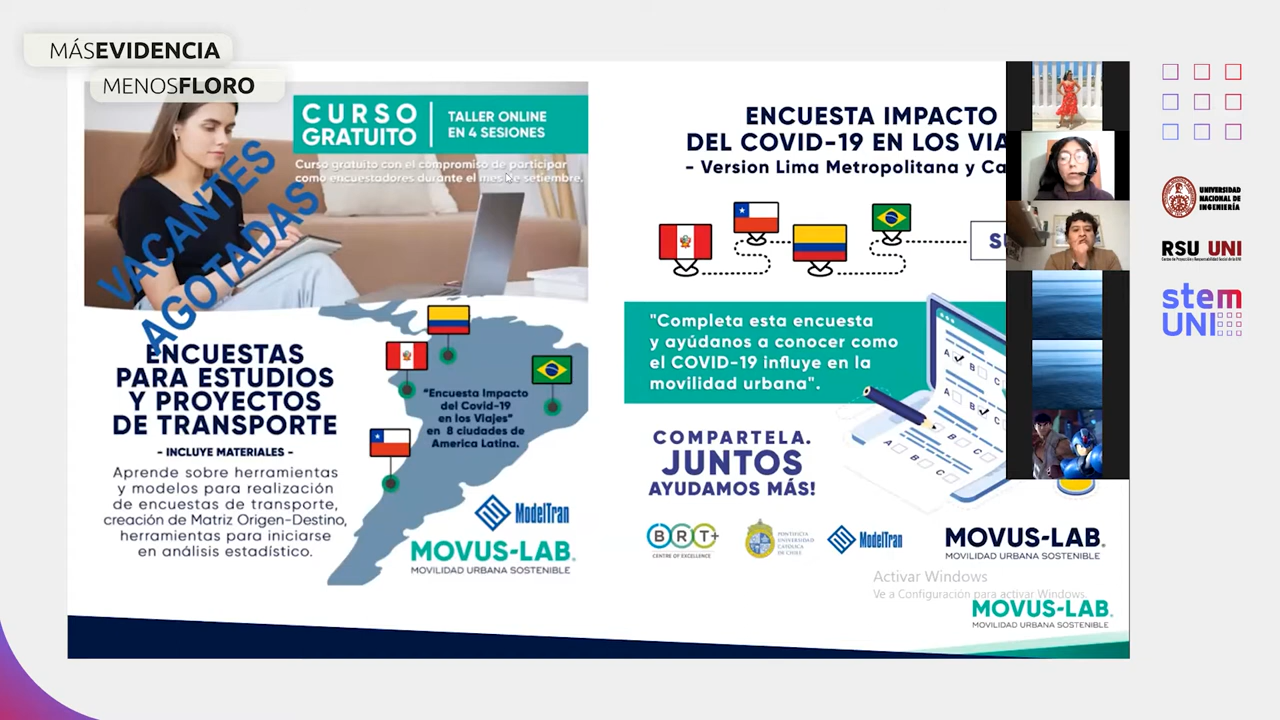 MÁSEVIDENCIA
MENOSFLORO
CURSO
GRATUITO
TALLER ONLINE
EN 4 SESIONES
Curso gratuito con el compromiso de participar
como encuestadores durante el mes de setiembre.
VACANTES
AGOTADAS
ENCUESTAS
PARA ESTUDIOS
Y PROYECTOS
DE TRANSPORTE
- INCLUYE MATERIALES -
Aprende sobre herramientas
y modelos para realización
de encuestas de transporte,
creación de Matriz Origen-Destino,
herramientas para iniciarse
en análisis estadístico.
"Encuesta Impacto
del Covid-19
en los Viajes"
en 8 ciudades de
America Latina.
ModelTran
MOVUS-LAB.
MOVILIDAD URBANA SOSTENIBLE
ENCUESTA IMPACTO
DEL COVID-19 EN LOS VIA
- Version Lima Metropolitana y Ca
"Completa esta encuesta
y ayúdanos a conocer como
el COVID-19 influye en la
movilidad urbana".
A
B
C
A
B
C
B
C
COMPARTELA.
JUNTOS
AYUDAMOS MÁS!
BRT+
CENTRE OF EXCELLENCE
PONTIFICIA
UNIVERSIDAD
CATÓLICA
DE CHILE
ModelTran
MOVUS-LAB.
MOVILIDAD URBANA SOSTENIBLE
Activar Windows
Ve a Configuración para activar Windows.
MOVUS-LAB.
MOVILIDAD URBANA SOSTENIBLE
UNIVERSIDAD
NACIONAL DE
INGENIERÍA
RSU UNI
stem
UNI